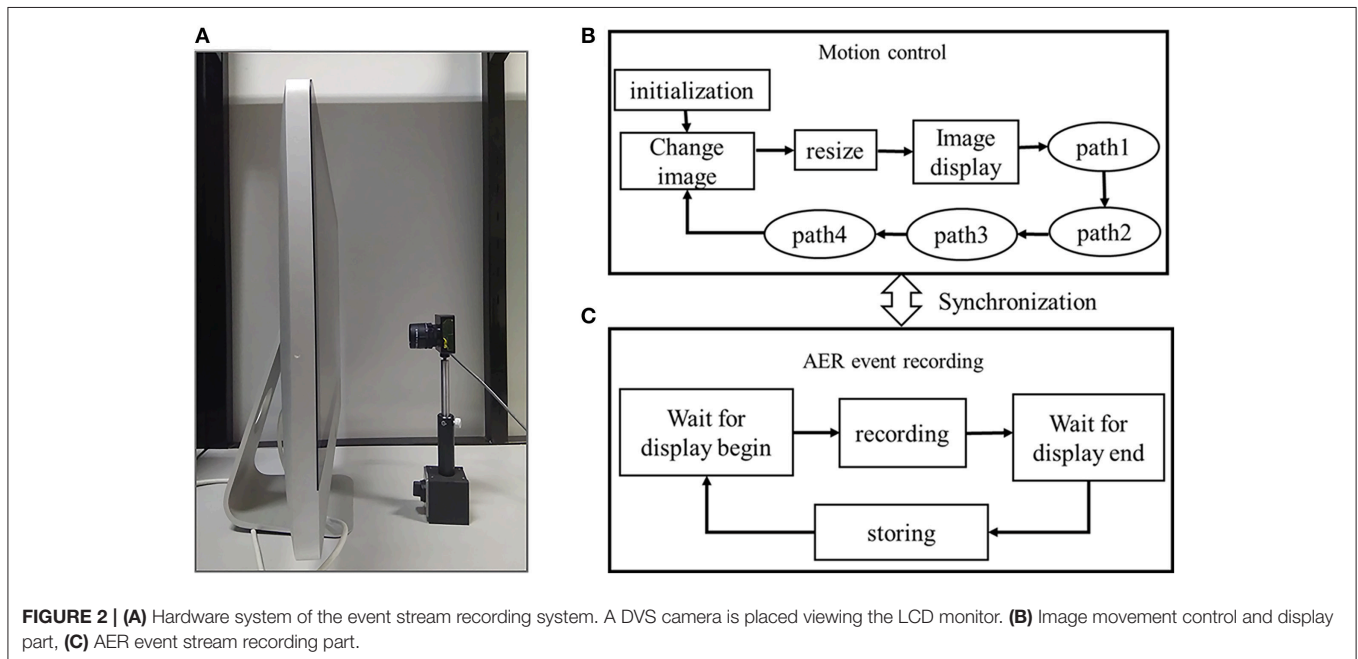 A
B
Motion control
initialization
Change
image
resize
Image
display
path1
path2
path3
path4
Synchronization
C
AER event recording
Wait for
display begin
recording
Wait for
display end
storing
FIGURE 2 | (A) Hardware system of the event stream recording system. A DVS camera is placed viewing the LCD monitor. (B) Image movement control and display
part, (C) AER event stream recording part.